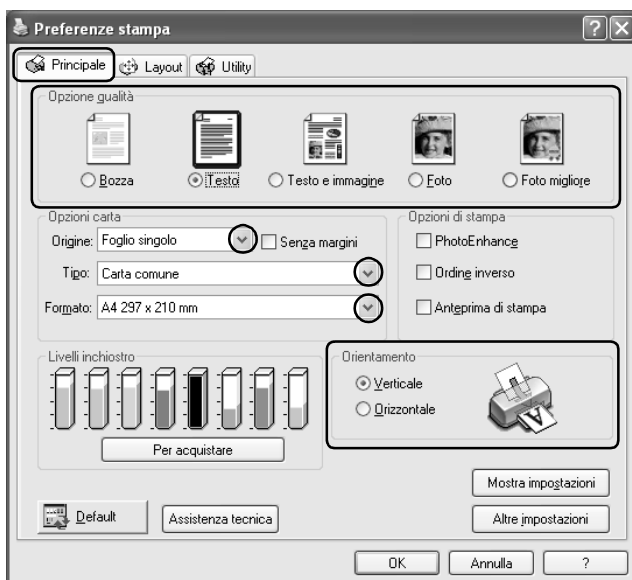 Preferenze stampa
Principale Layout Utility
Opzione qualità
Bozza Testo Testo e immagine Foto Foto migliore
Opzioni carta
Origine: Foglio singolo Senza margini
Tipo: Carta comune
Formato: A4 297 x 210 mm
Opzioni di stampa
PhotoEnhance
Ordine inverso
Anteprima di stampa
Livelli inchiostro
Per acquistare
Orientamento
Verticale
Orizzontale
A
Mostra impostazioni
Default Assistenza tecnica Altre impostazioni
OK Annulla ?